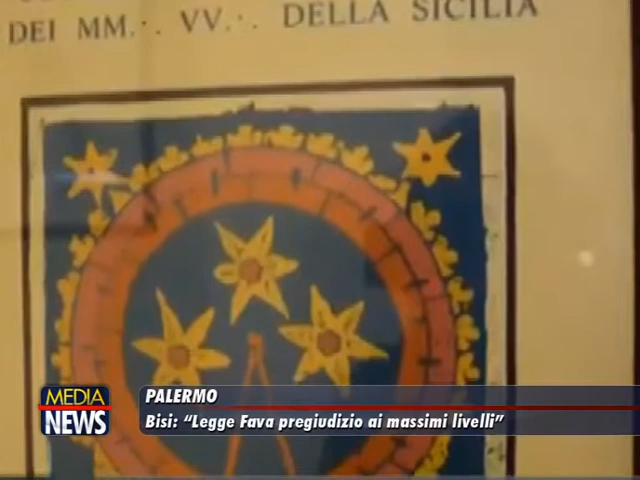 DEI MM∴ VV∴ DELLA SICILIA
MEDIA
NEWS
PALERMO
Bisi: “Legge Fava pregiudizio ai massimi livelli”